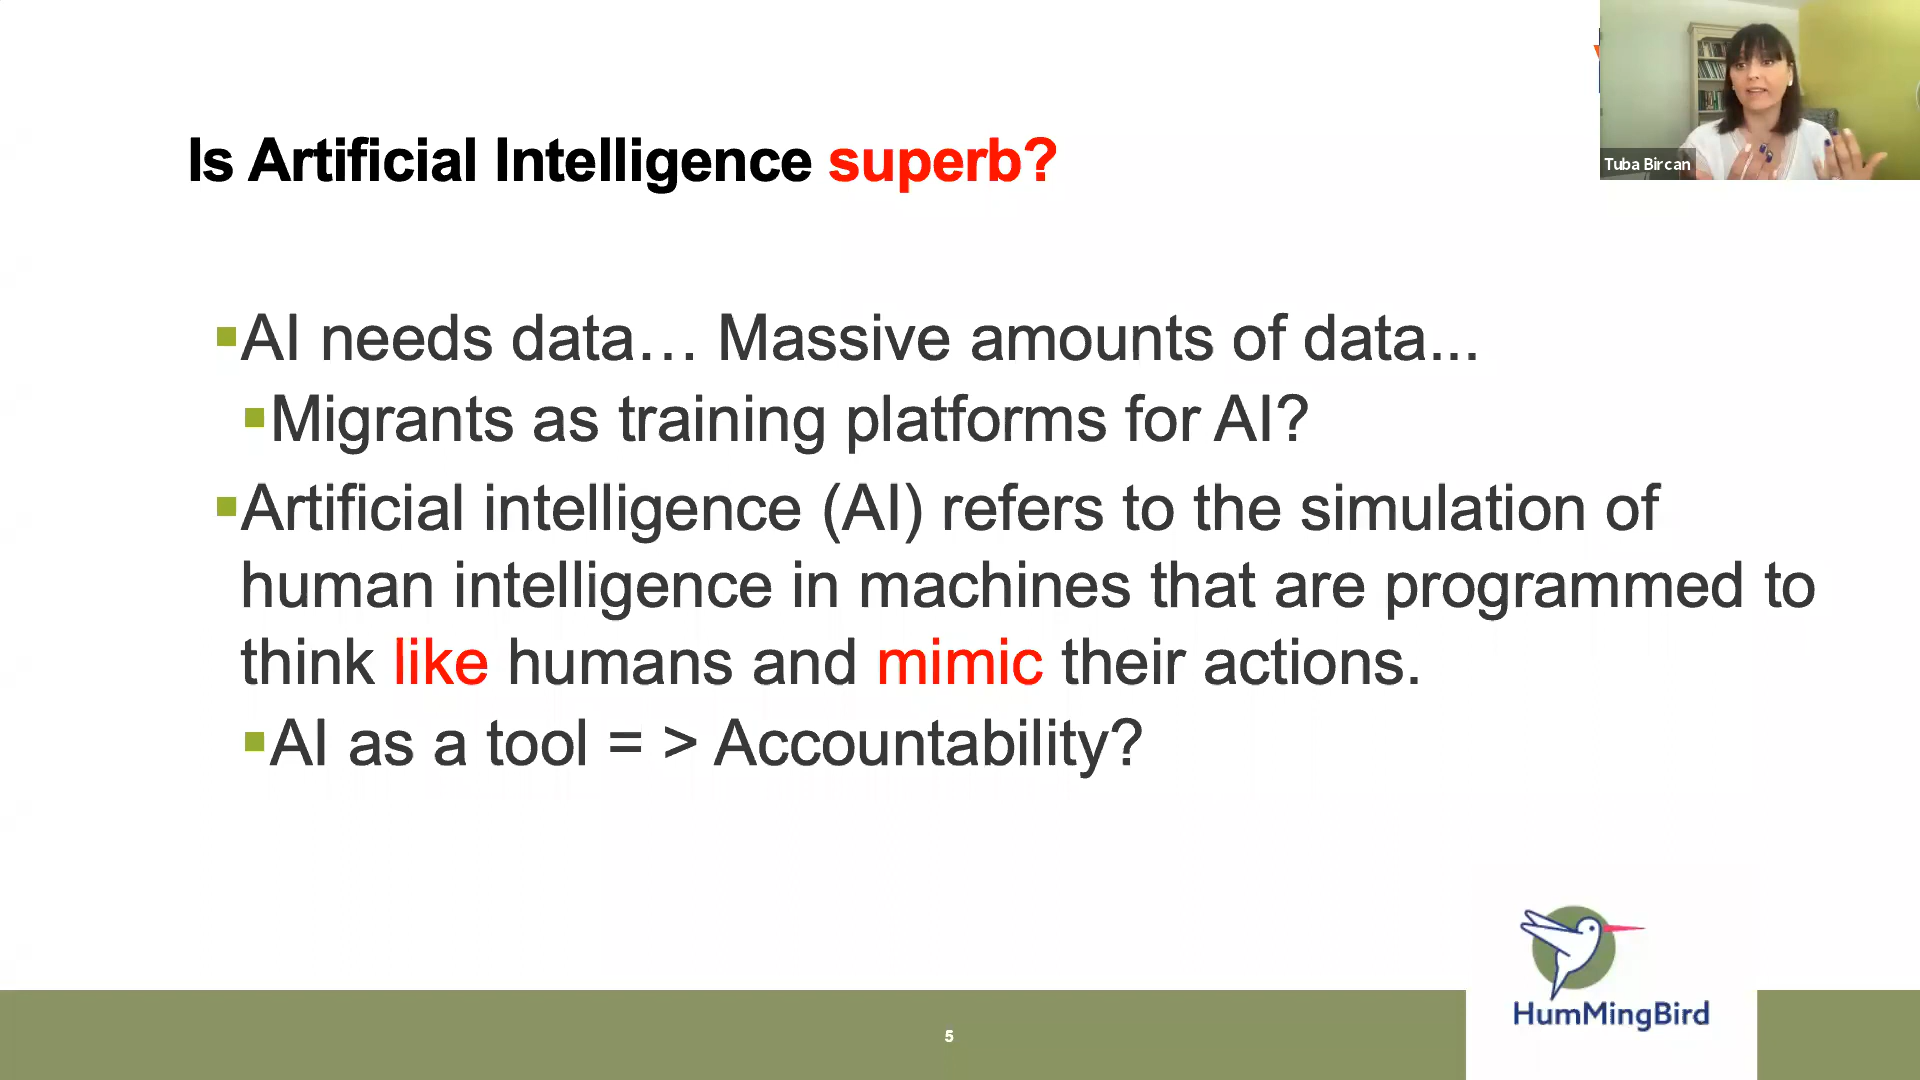 Is Artificial Intelligence superb?
Tuba Bircan
▪AI needs data… Massive amounts of data...
▪Migrants as training platforms for AI?
▪Artificial intelligence (AI) refers to the simulation of
human intelligence in machines that are programmed to
think like humans and mimic their actions.
▪AI as a tool = > Accountability?
HumMingBird
5